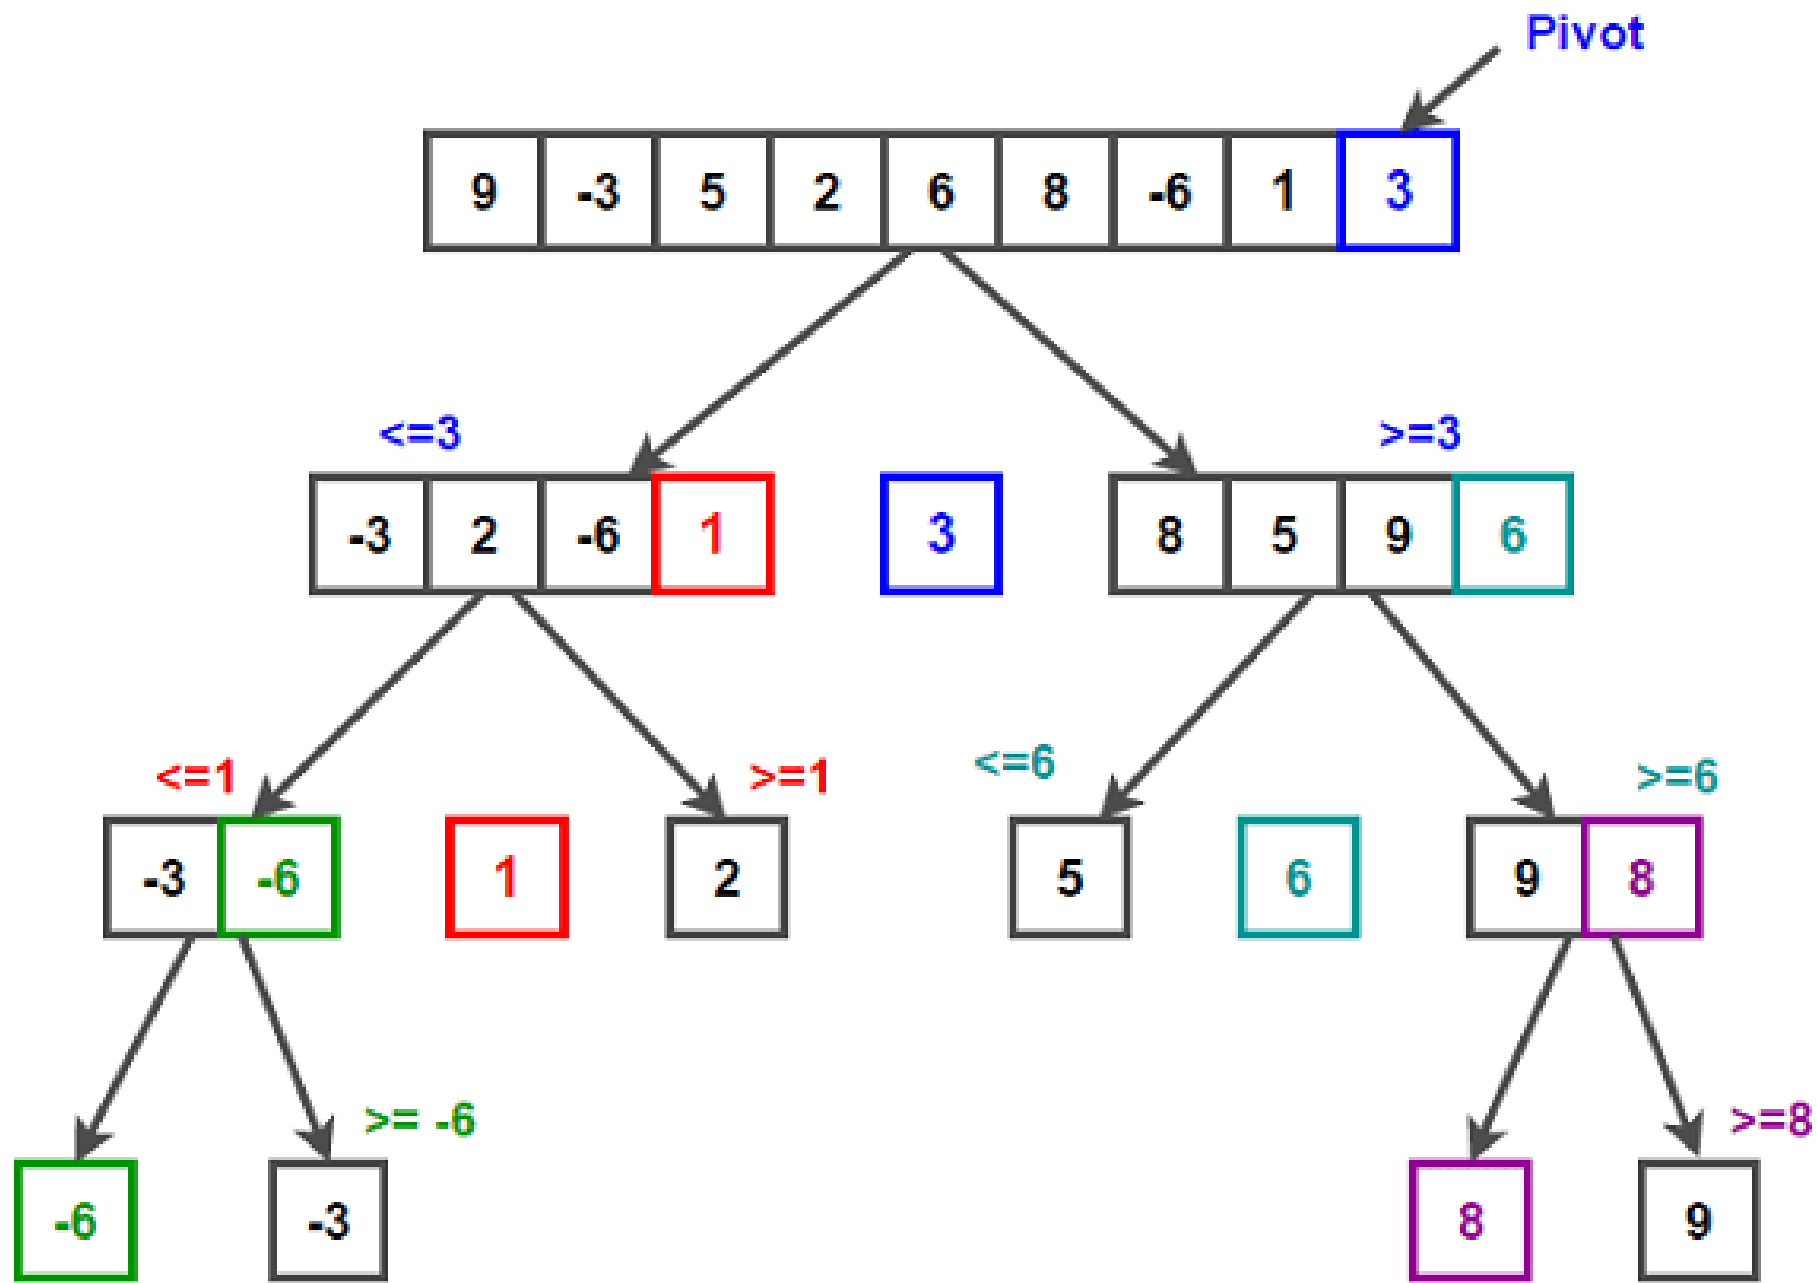 Pivot
9 -3 5 2 6 8 -6 1 3
<=3 >=3
-3 2 -6 1 3 8 5 9 6
<=1 >=1 <=6 >=6
-3 -6 1 2 5 6 9 8
>= -6 >=8
-6 -3 8 9